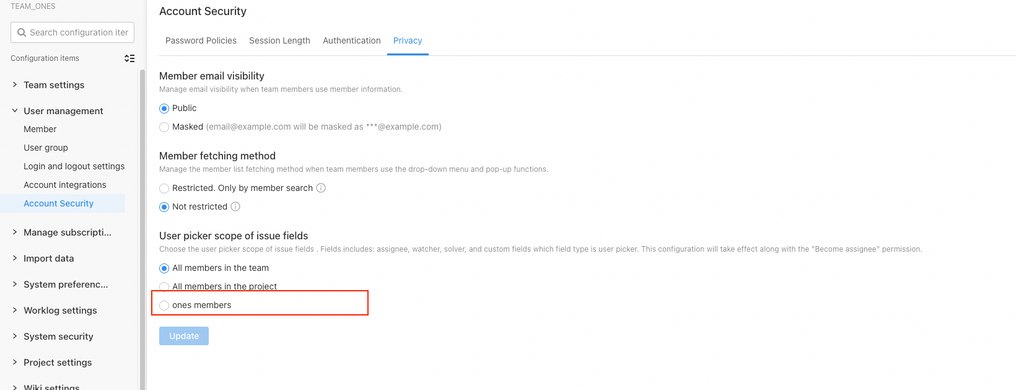 TEAM_ONES
Search configuration iter
Configuration items
Team settings
User management
Member
User group
Login and logout settings
Account integrations
Account Security
Manage subscripti...
Import data
System preferenc...
Worklog settings
System security
Project settings
Wiki settings
Account Security
Password Policies Session Length Authentication Privacy
Member email visibility
Manage email visibility when team members use member information.
Public
Masked (email@example.com will be masked as ***@example.com)
Member fetching method
Manage the member list fetching method when team members use the drop-down menu and pop-up functions.
Restricted. Only by member search
Not restricted
User picker scope of issue fields
Choose the user picker scope of issue fields . Fields includes: assignee, watcher, solver, and custom fields which field type is user picker. This configuration will take effect along with the "Become assignee" permission.
All members in the team
All members in the project
ones members
Update